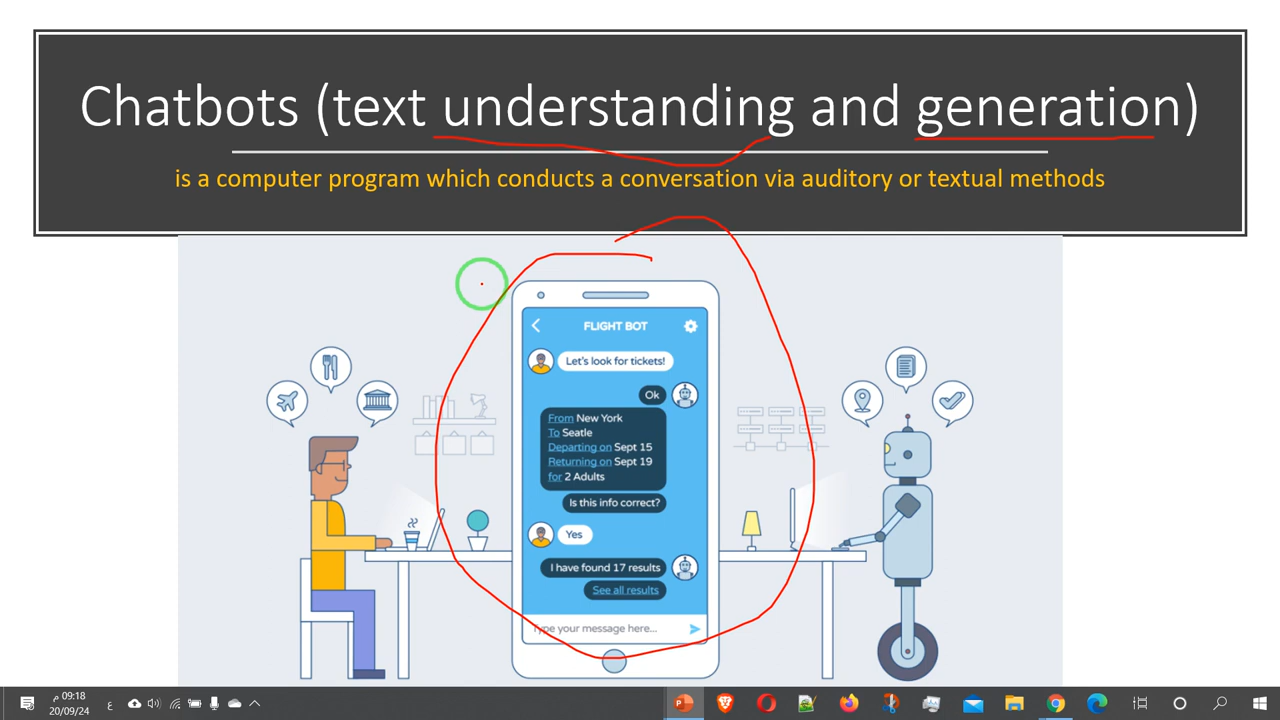 Chatbots (text understanding and generation)
is a computer program which conducts a conversation via auditory or textual methods
FLIGHT BOT
Let's look for tickets!
Ok
From New York
To Seatle
Departing on Sept 15
Returning on Sept 19
for 2 Adults
Is this info correct?
Yes
I have found 17 results
See all results
Type your message here...
09:18 م
20/09/24
ع